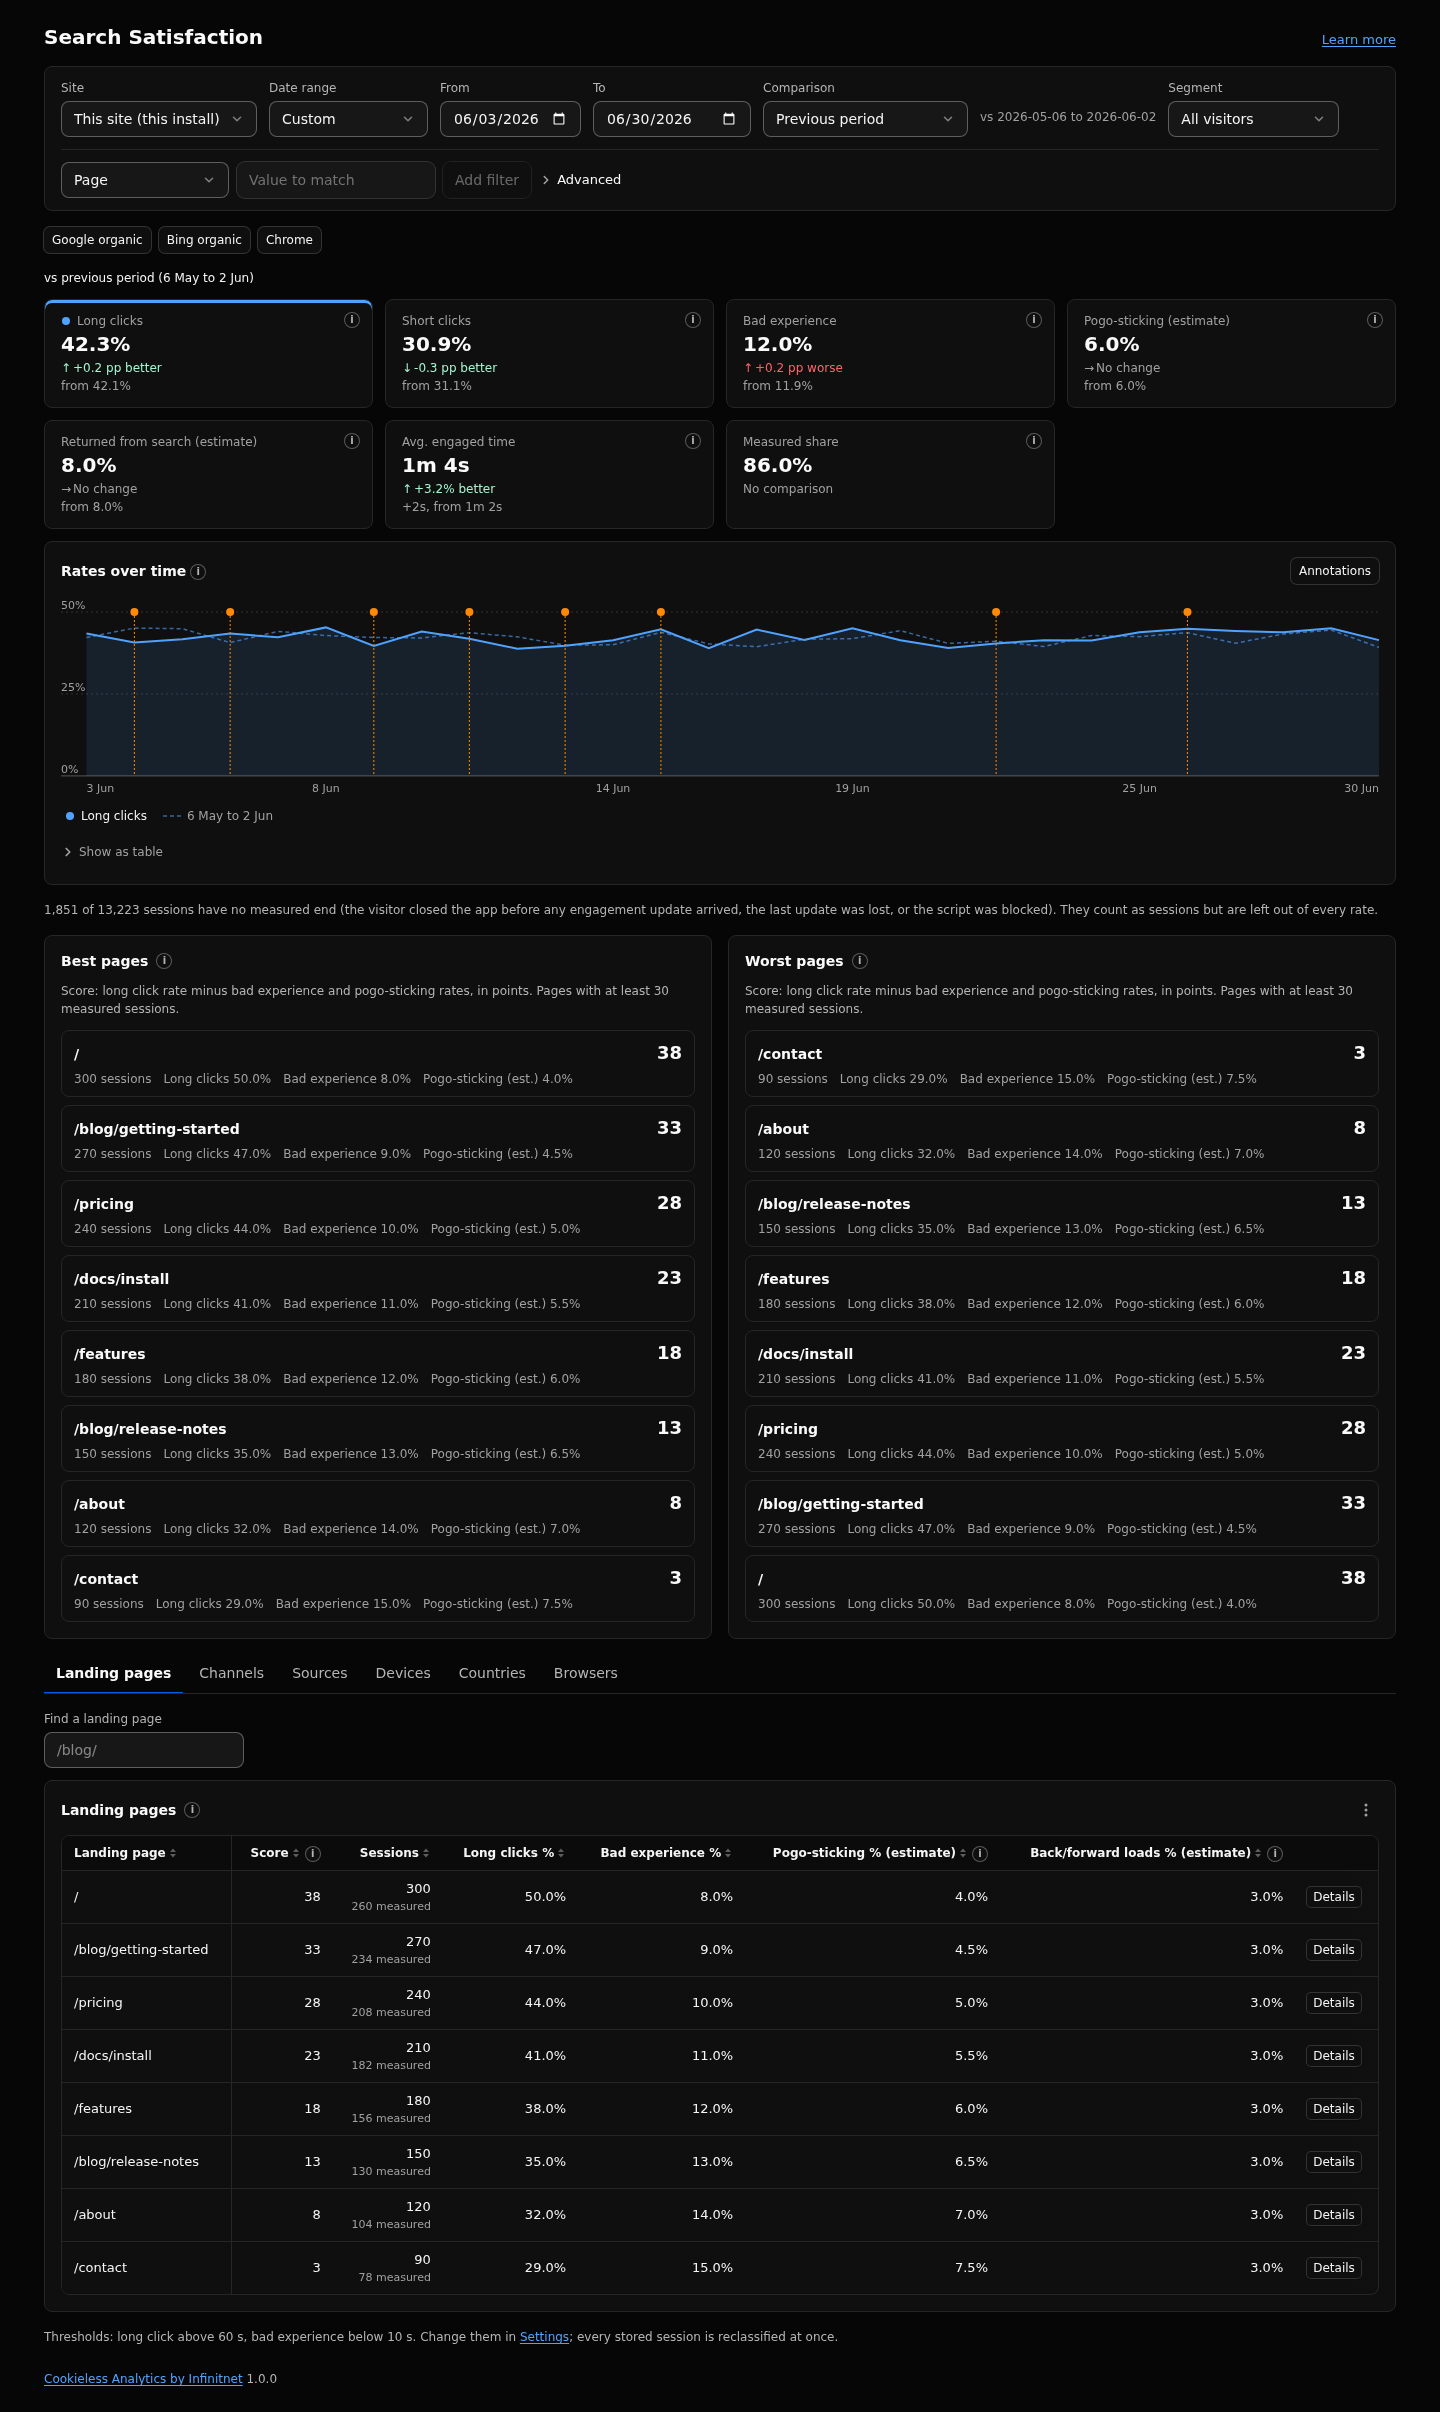 Search Satisfaction
Learn more
Site
Date range
From
To
Comparison
Segment
This site (this install)
Custom
06/03/2026
06/30/2026
Previous period
vs 2026-05-06 to 2026-06-02
All visitors
Page
Value to match
Add filter
Advanced
Google organic
Bing organic
Chrome
vs previous period (6 May to 2 Jun)
Long clicks
42.3%
↑ +0.2 pp better
from 42.1%
Short clicks
30.9%
↓ -0.3 pp better
from 31.1%
Bad experience
12.0%
↑ +0.2 pp worse
from 11.9%
Pogo-sticking (estimate)
6.0%
→ No change
from 6.0%
Returned from search (estimate)
8.0%
→ No change
from 8.0%
Avg. engaged time
1m 4s
↑ +3.2% better
+2s, from 1m 2s
Measured share
86.0%
No comparison
Rates over time
Annotations
50%
25%
0%
3 Jun
8 Jun
14 Jun
19 Jun
25 Jun
30 Jun
Long clicks
6 May to 2 Jun
Show as table
1,851 of 13,223 sessions have no measured end (the visitor closed the app before any engagement update arrived, the last update was lost, or the script was blocked). They count as sessions but are left out of every rate.
Best pages
Score: long click rate minus bad experience and pogo-sticking rates, in points. Pages with at least 30
measured sessions.
/ 38
300 sessions Long clicks 50.0% Bad experience 8.0% Pogo-sticking (est.) 4.0%
/blog/getting-started 33
270 sessions Long clicks 47.0% Bad experience 9.0% Pogo-sticking (est.) 4.5%
/pricing 28
240 sessions Long clicks 44.0% Bad experience 10.0% Pogo-sticking (est.) 5.0%
/docs/install 23
210 sessions Long clicks 41.0% Bad experience 11.0% Pogo-sticking (est.) 5.5%
/features 18
180 sessions Long clicks 38.0% Bad experience 12.0% Pogo-sticking (est.) 6.0%
/blog/release-notes 13
150 sessions Long clicks 35.0% Bad experience 13.0% Pogo-sticking (est.) 6.5%
/about 8
120 sessions Long clicks 32.0% Bad experience 14.0% Pogo-sticking (est.) 7.0%
/contact 3
90 sessions Long clicks 29.0% Bad experience 15.0% Pogo-sticking (est.) 7.5%
Worst pages
Score: long click rate minus bad experience and pogo-sticking rates, in points. Pages with at least 30
measured sessions.
/contact 3
90 sessions Long clicks 29.0% Bad experience 15.0% Pogo-sticking (est.) 7.5%
/about 8
120 sessions Long clicks 32.0% Bad experience 14.0% Pogo-sticking (est.) 7.0%
/blog/release-notes 13
150 sessions Long clicks 35.0% Bad experience 13.0% Pogo-sticking (est.) 6.5%
/features 18
180 sessions Long clicks 38.0% Bad experience 12.0% Pogo-sticking (est.) 6.0%
/docs/install 23
210 sessions Long clicks 41.0% Bad experience 11.0% Pogo-sticking (est.) 5.5%
/pricing 28
240 sessions Long clicks 44.0% Bad experience 10.0% Pogo-sticking (est.) 5.0%
/blog/getting-started 33
270 sessions Long clicks 47.0% Bad experience 9.0% Pogo-sticking (est.) 4.5%
/ 38
300 sessions Long clicks 50.0% Bad experience 8.0% Pogo-sticking (est.) 4.0%
Landing pages Channels Sources Devices Countries Browsers
Find a landing page
/blog/
Landing pages
Landing page Score Sessions Long clicks % Bad experience % Pogo-sticking % (estimate) Back/forward loads % (estimate)
/ 38 300 50.0% 8.0% 4.0% 3.0% Details
260 measured
/blog/getting-started 33 270 47.0% 9.0% 4.5% 3.0% Details
234 measured
/pricing 28 240 44.0% 10.0% 5.0% 3.0% Details
208 measured
/docs/install 23 210 41.0% 11.0% 5.5% 3.0% Details
182 measured
/features 18 180 38.0% 12.0% 6.0% 3.0% Details
156 measured
/blog/release-notes 13 150 35.0% 13.0% 6.5% 3.0% Details
130 measured
/about 8 120 32.0% 14.0% 7.0% 3.0% Details
104 measured
/contact 3 90 29.0% 15.0% 7.5% 3.0% Details
78 measured
Thresholds: long click above 60 s, bad experience below 10 s. Change them in Settings; every stored session is reclassified at once.
Cookieless Analytics by Infinitnet 1.0.0